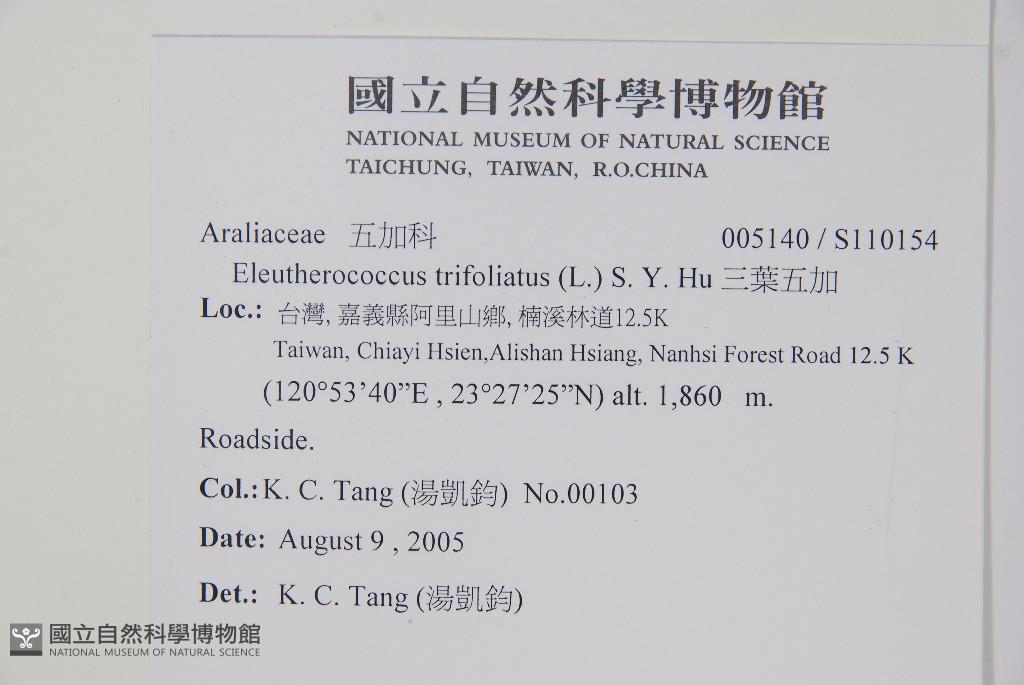 國立自然科學博物館
NATIONAL MUSEUM OF NATURAL SCIENCE
TAICHUNG, TAIWAN, R.O.CHINA
Araliaceae 五加科 005140 / S110154
Eleutherococcus trifoliatus (L.) S. Y. Hu 三葉五加
Loc.: 台灣, 嘉義縣阿里山鄉, 楠溪林道12.5K
Taiwan, Chiayi Hsien,Alishan Hsiang, Nanhsi Forest Road 12.5 K
(120°53’40”E , 23°27’25”N) alt. 1,860 m.
Roadside.
Col.: K. C. Tang (湯凱鈞) No.00103
Date: August 9 , 2005
Det.: K. C. Tang (湯凱鈞)
國立自然科學博物館
NATIONAL MUSEUM OF NATURAL SCIENCE